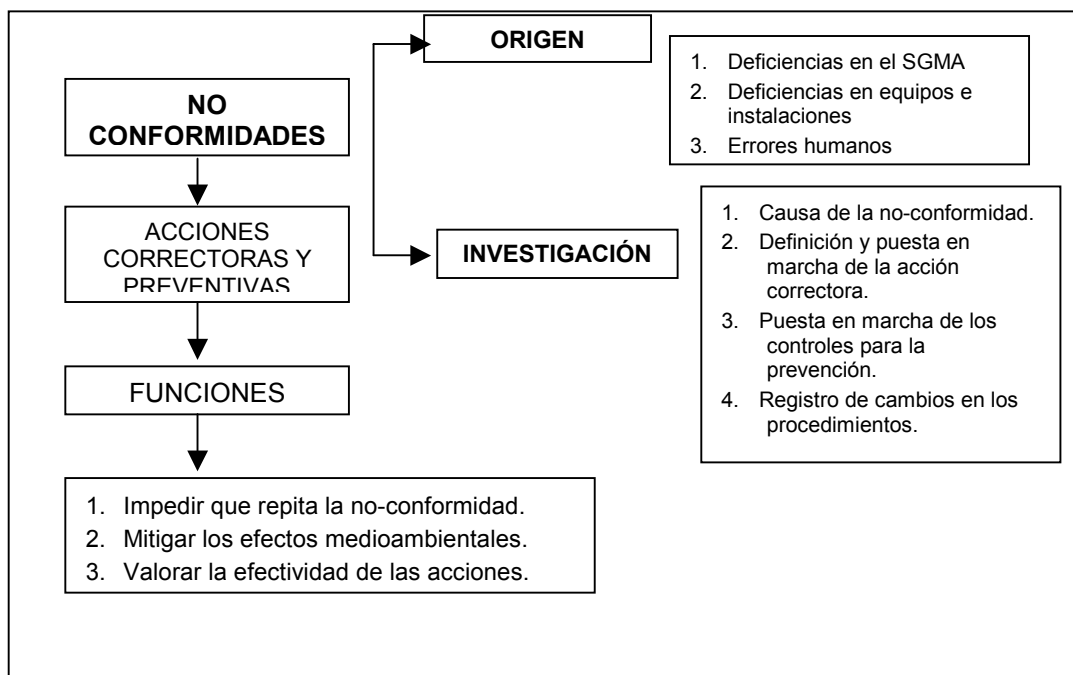 NO
CONFORMIDADES
ACCIONES
CORRECTORAS Y
PREVENTIVAS
FUNCIONES
1. Impedir que repita la no-conformidad.
2. Mitigar los efectos medioambientales.
3. Valorar la efectividad de las acciones.
ORIGEN
1. Deficiencias en el SGMA
2. Deficiencias en equipos e
instalaciones
3. Errores humanos
INVESTIGACIÓN
1. Causa de la no-conformidad.
2. Definición y puesta en
marcha de la acción
correctora.
3. Puesta en marcha de los
controles para la
prevención.
4. Registro de cambios en los
procedimientos.